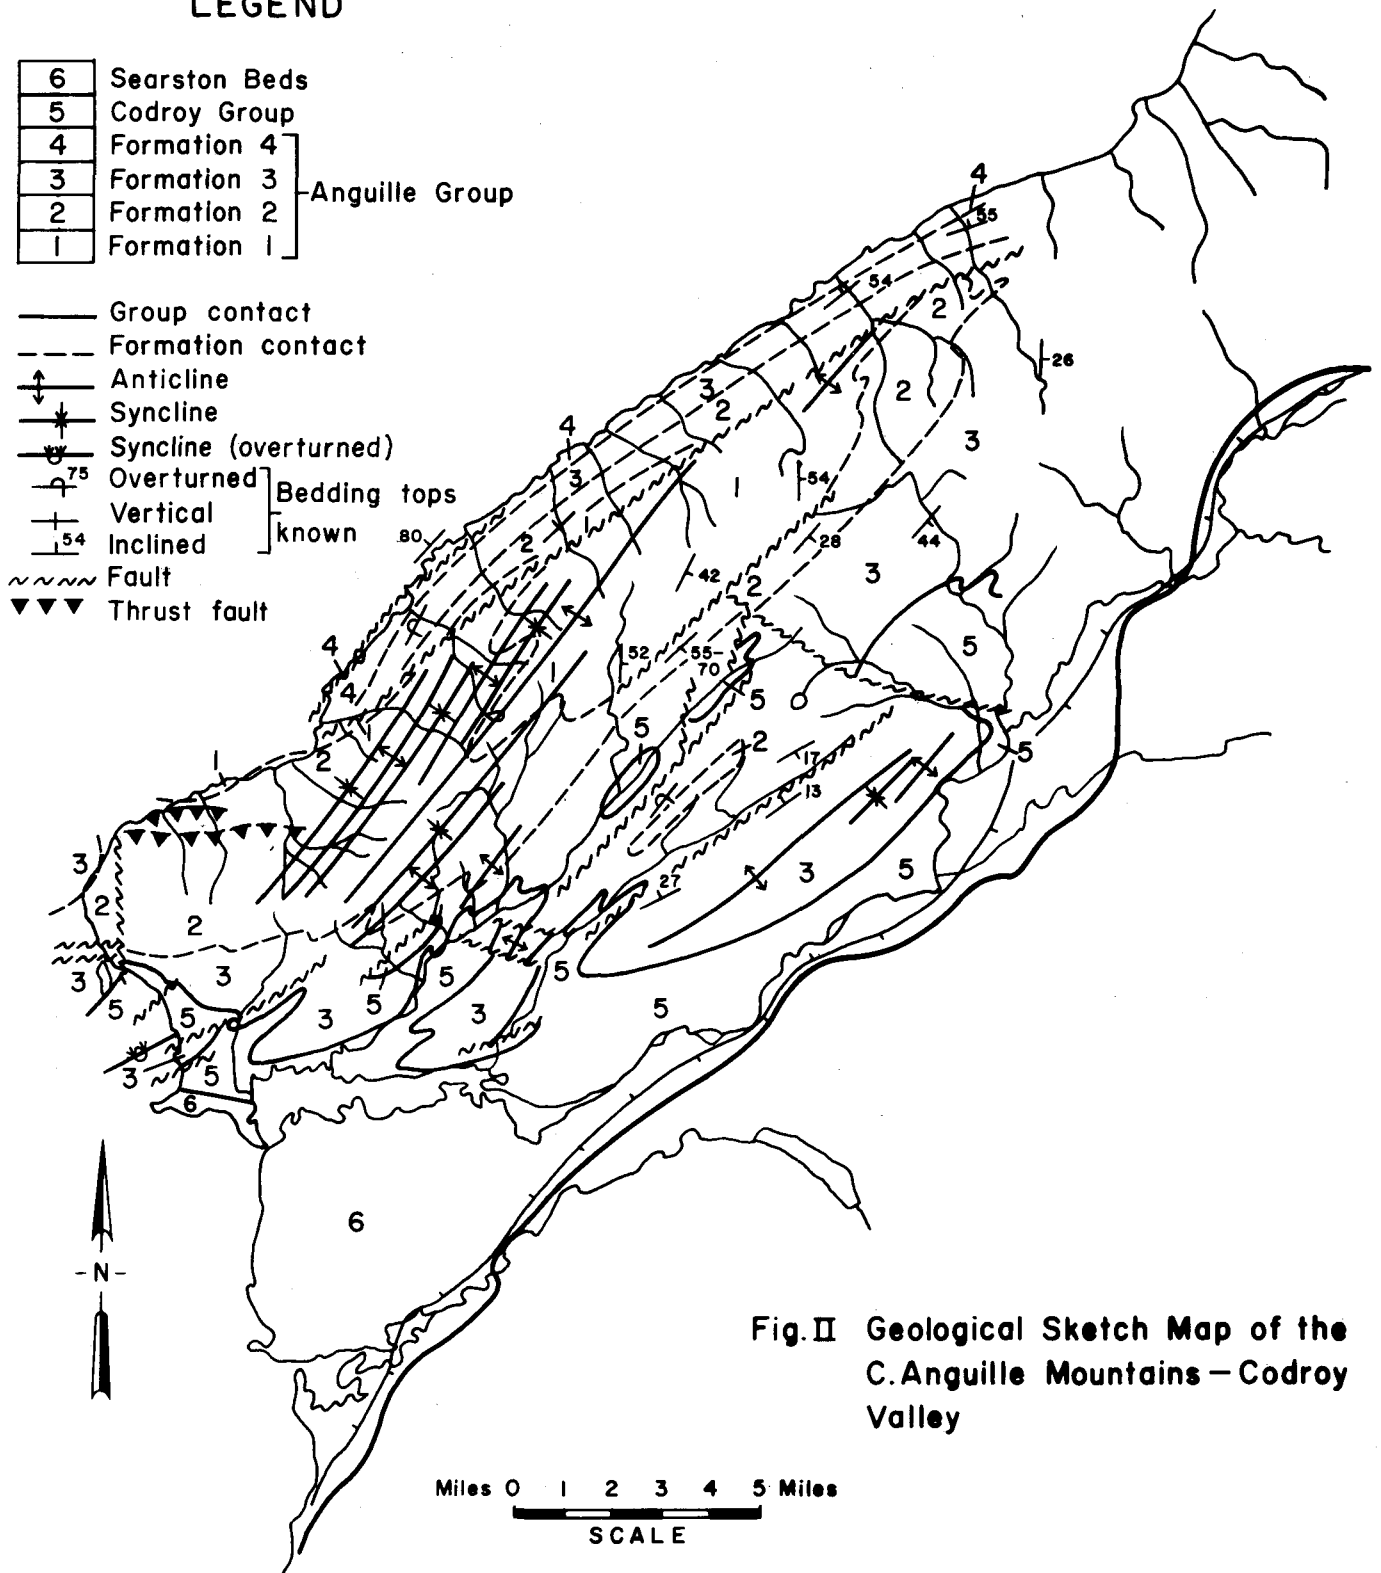 LEGEND
6 Searston Beds
5 Codroy Group
4 Formation 4
3 Formation 3
Anguille Group
2 Formation 2
1 Formation 1
Group contact
Formation contact
Anticline
Syncline
Syncline (overturned)
75 Overturned
Bedding tops
Vertical
known
54 Inclined
Fault
Thrust fault
4
55
54
2
26
3
2
2
4
3
3
1
54
80
2
28
44
42
2
3
4
52
55-
70
5
4
1
5
5
2
1
2
17
5
13
3
3
5
27
2
2
3
3
5
5
5
5
5
3
3
5
3
5
6
6
-N-
Fig. II Geological Sketch Map of the
C. Anguille Mountains - Codroy
Valley
Miles 0 1 2 3 4 5 Miles
SCALE